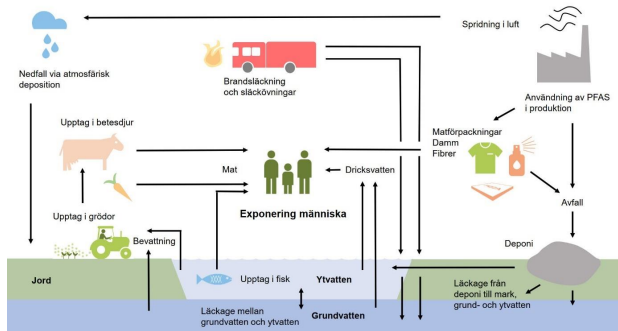 Spridning i luft
Nedfall via atmosfärisk
deposition
Brandsläckning
och släckövningar
Användning av PFAS
i produktion
Upptag i betesdjur
Matförpackningar
Damm
Fibrer
Mat
Dricksvatten
Exponering människa
Avfall
Upptag i grödor
Bevattning
Deponi
Jord
Upptag i fisk
Ytvatten
Läckage mellan
grundvatten och ytvatten
Grundvatten
Läckage från
deponi till mark,
grund- och ytvatten